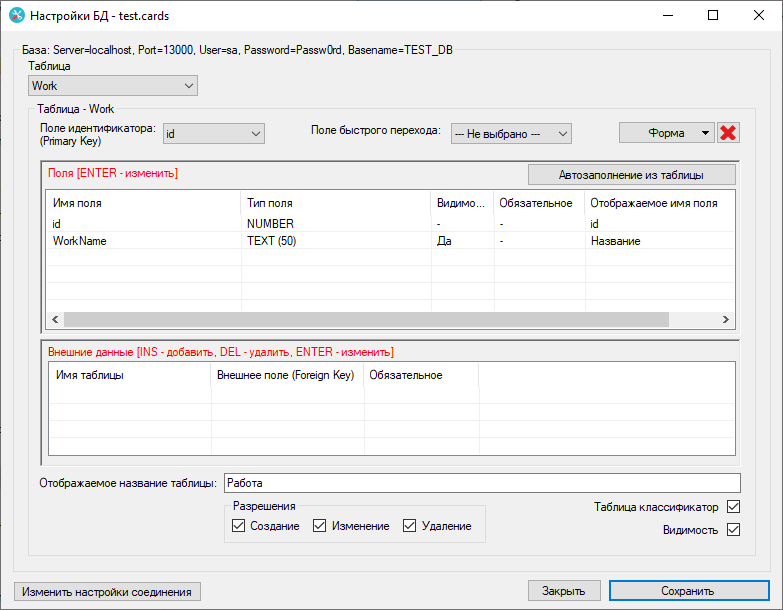 Настройки БД - test.cards
База: Server=localhost, Port=13000, User=sa, Password=Passw0rd, Basename=TEST_DB
Таблица
Work
Таблица - Work
Поле идентификатора:
(Primary Key)
id
Поле быстрого перехода:
--- Не выбрано ---
Форма
Поля [ENTER - изменить]
Автозаполнение из таблицы
Имя поля Тип поля Видимо... Обязательное Отображаемое имя поля
id NUMBER - - id
WorkName TEXT (50) Да - Название
Внешние данные [INS - добавить, DEL - удалить, ENTER - изменить]
Имя таблицы Внешнее поле (Foreign Key) Обязательное
Отображаемое название таблицы: Работа
Разрешения
Создание Изменение Удаление
Таблица классификатор
Видимость
Изменить настройки соединения
Закрыть
Сохранить